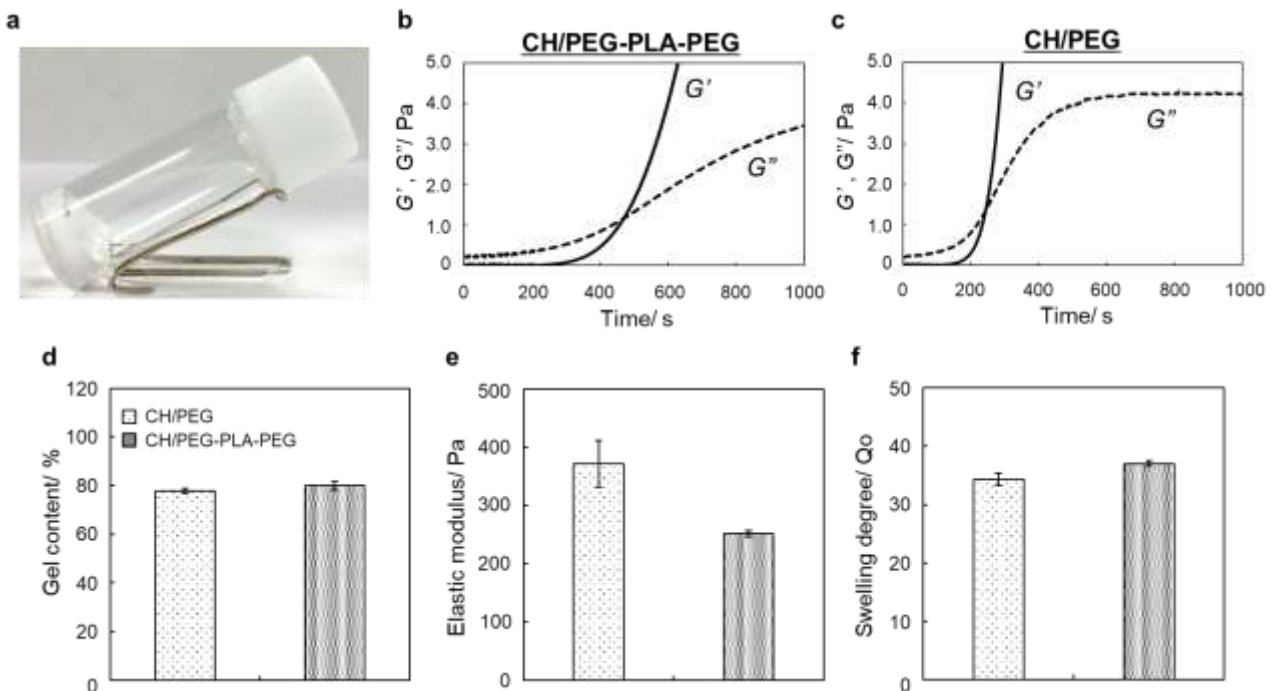 a
b
CH/PEG-PLA-PEG
G', G"/ Pa
5.0
4.0
3.0
2.0
1.0
0
G'
G"
0 200 400 600 800 1000
Time/ s
c
CH/PEG
G', G"/ Pa
5.0
4.0
3.0
2.0
1.0
0
G'
G"
0 200 400 600 800 1000
Time/ s
d
Gel content/ %
120
100
80
60
40
20
0
CH/PEG
CH/PEG-PLA-PEG
e
Elastic modulus/ Pa
500
400
300
200
100
0
f
Swelling degree/ Qo
50
40
30
20
10
0